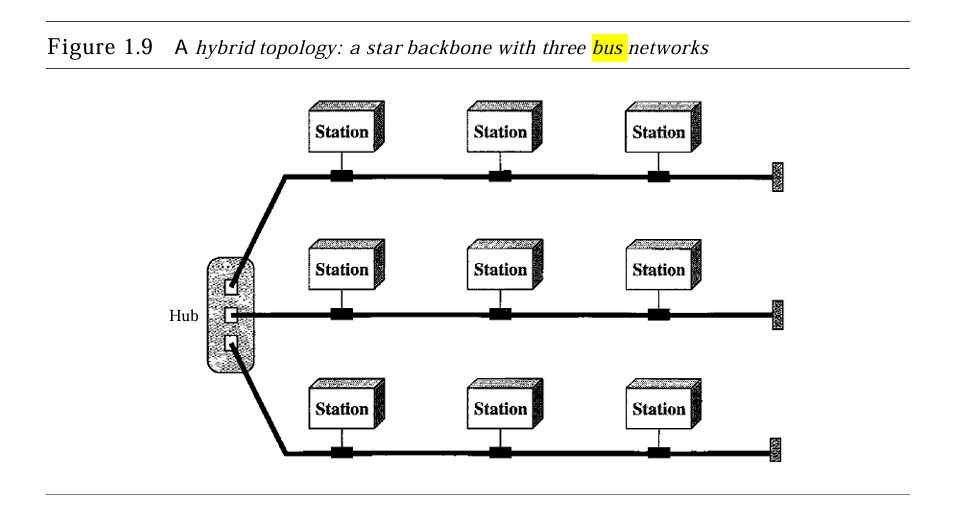 Figure 1.9 A hybrid topology: a star backbone with three bus networks
Station Station Station
Station Station Station
Hub
Station Station Station